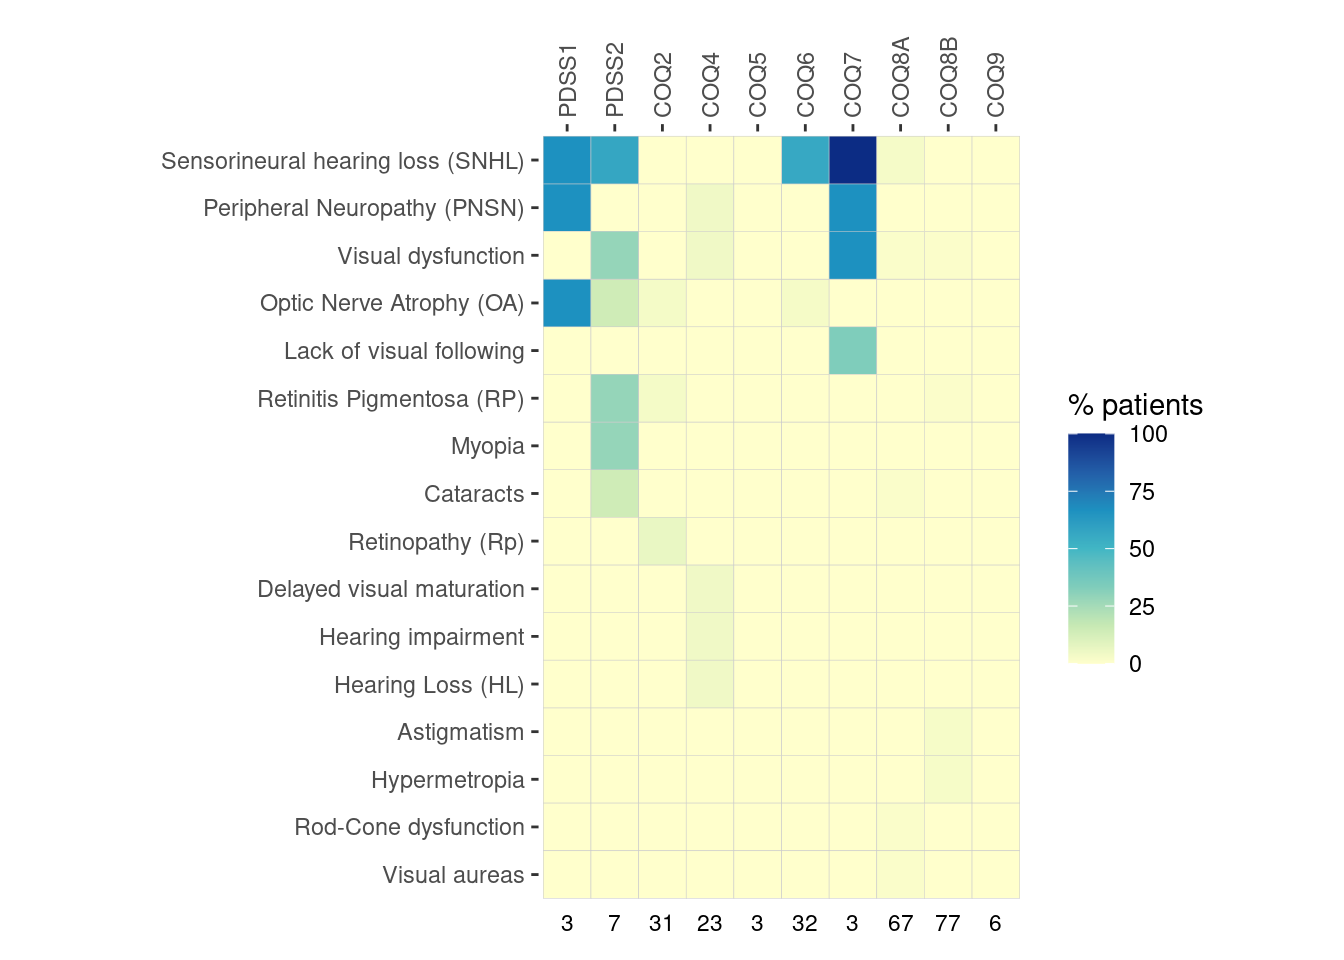 PDSS1 PDSS2 COQ2 COQ4 COQ5 COQ6 COQ7 COQ8A COQ8B COQ9
Sensorineural hearing loss (SNHL)
Peripheral Neuropathy (PNSN)
Visual dysfunction
Optic Nerve Atrophy (OA)
Lack of visual following
Retinitis Pigmentosa (RP)
Myopia
Cataracts
Retinopathy (Rp)
Delayed visual maturation
Hearing impairment
Hearing Loss (HL)
Astigmatism
Hypermetropia
Rod-Cone dysfunction
Visual aureas
3 7 31 23 3 32 3 67 77 6
% patients
100
75
50
25
0